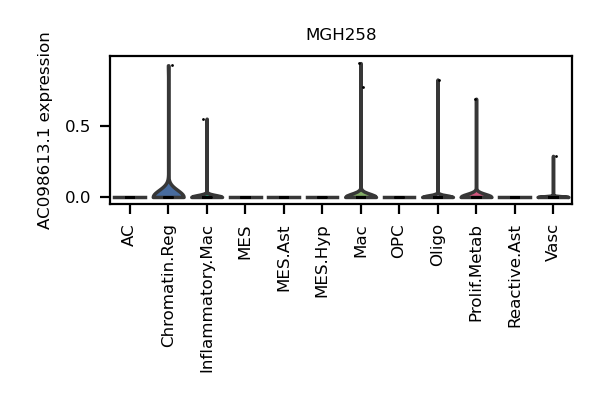 MGH258
AC098613.1 expression
0.5
0.0
AC
Chromatin.Reg
Inflammatory.Mac
MES
MES.Ast
MES.Hyp
Mac
OPC
Oligo
Prolif.Metab
Reactive.Ast
Vasc